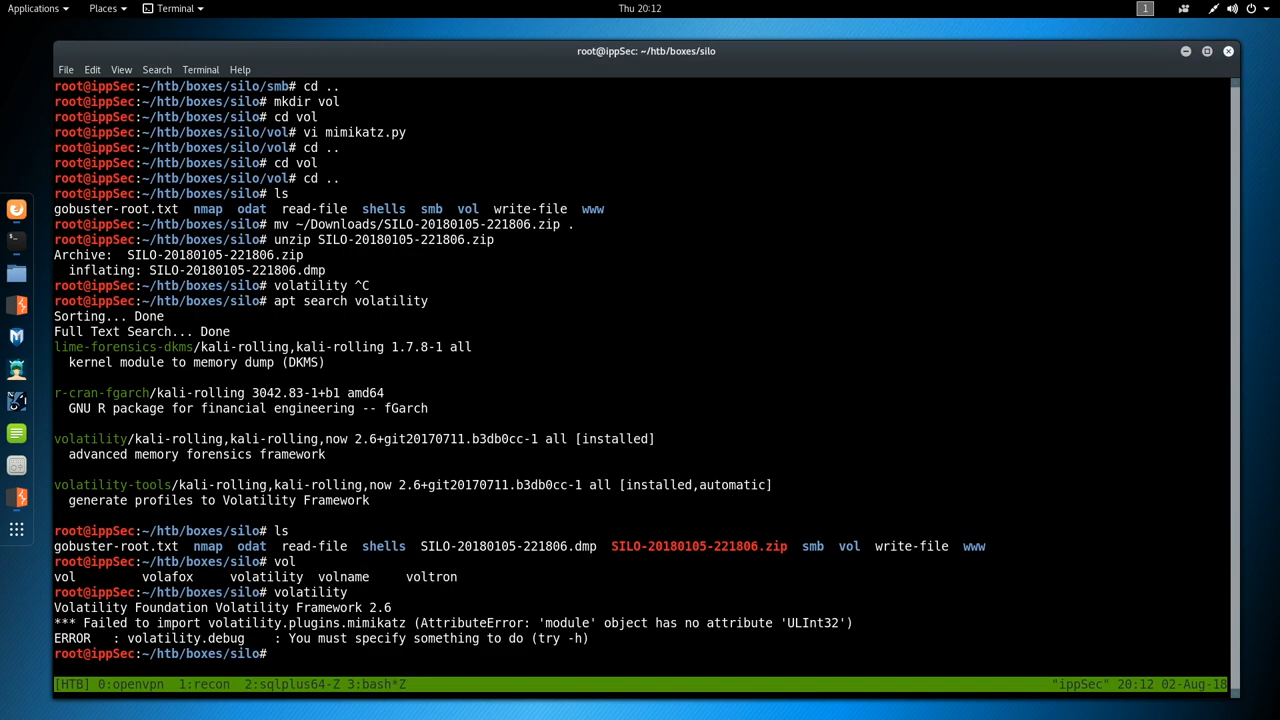 Applications Places Terminal Thu 20:12 1
root@ippSec: ~/htb/boxes/silo
File Edit View Search Terminal Help
root@ippSec:~/htb/boxes/silo/smb# cd ..
root@ippSec:~/htb/boxes/silo# mkdir vol
root@ippSec:~/htb/boxes/silo# cd vol
root@ippSec:~/htb/boxes/silo/vol# vi mimikatz.py
root@ippSec:~/htb/boxes/silo/vol# cd ..
root@ippSec:~/htb/boxes/silo# cd vol
root@ippSec:~/htb/boxes/silo/vol# cd ..
root@ippSec:~/htb/boxes/silo# ls
gobuster-root.txt nmap odat read-file shells smb vol write-file www
root@ippSec:~/htb/boxes/silo# mv ~/Downloads/SILO-20180105-221806.zip .
root@ippSec:~/htb/boxes/silo# unzip SILO-20180105-221806.zip
Archive: SILO-20180105-221806.zip
inflating: SILO-20180105-221806.dmp
root@ippSec:~/htb/boxes/silo# volatility ^C
root@ippSec:~/htb/boxes/silo# apt search volatility
Sorting... Done
Full Text Search... Done
lime-forensics-dkms/kali-rolling,kali-rolling 1.7.8-1 all
kernel module to memory dump (DKMS)
r-cran-fgarch/kali-rolling 3042.83-1+b1 amd64
GNU R package for financial engineering -- fGarch
volatility/kali-rolling,kali-rolling,now 2.6+git20170711.b3db0cc-1 all [installed]
advanced memory forensics framework
volatility-tools/kali-rolling,kali-rolling,now 2.6+git20170711.b3db0cc-1 all [installed,automatic]
generate profiles to Volatility Framework
root@ippSec:~/htb/boxes/silo# ls
gobuster-root.txt nmap odat read-file shells SILO-20180105-221806.dmp SILO-20180105-221806.zip smb vol write-file www
root@ippSec:~/htb/boxes/silo# vol
vol volafox volatility volname voltron
root@ippSec:~/htb/boxes/silo# volatility
Volatility Foundation Volatility Framework 2.6
*** Failed to import volatility.plugins.mimikatz (AttributeError: 'module' object has no attribute 'ULInt32')
ERROR : volatility.debug : You must specify something to do (try -h)
root@ippSec:~/htb/boxes/silo#
[HTB] 0:openvpn 1:recon 2:sqlplus64-Z 3:bash*Z "ippSec" 20:12 02-Aug-18